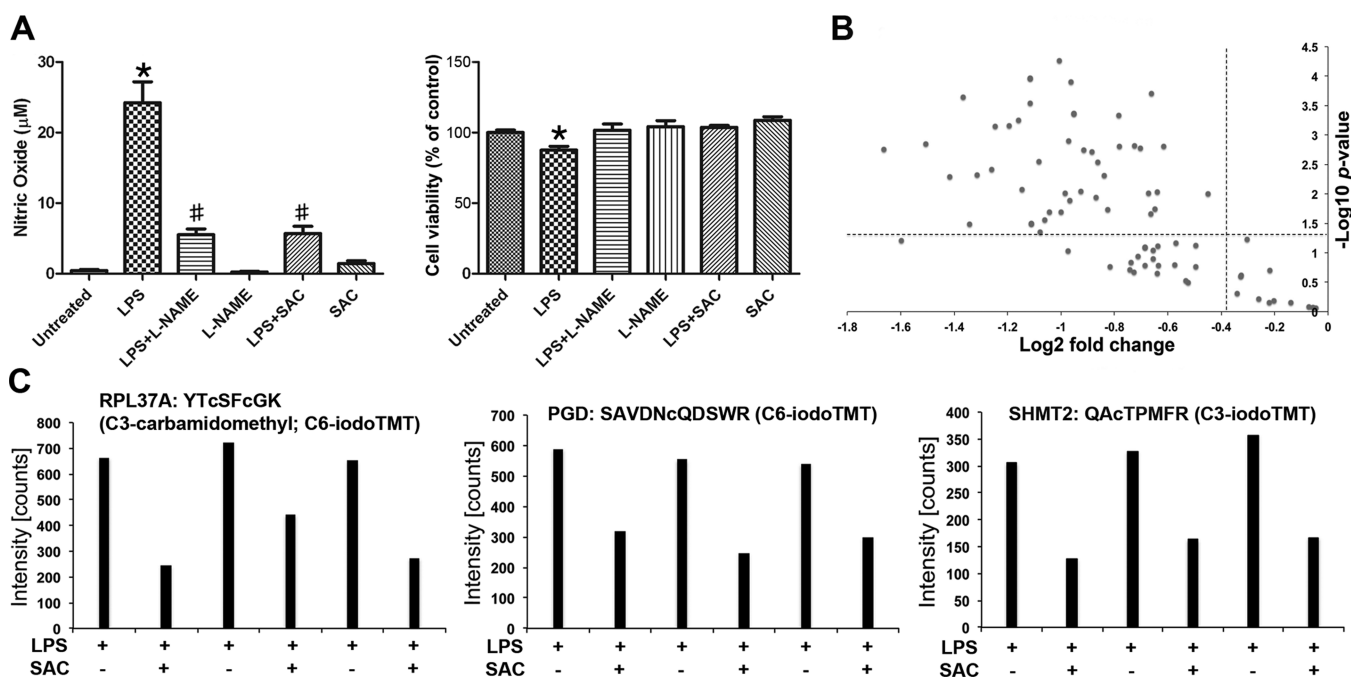 A
Nitric Oxide (μM)
30
20
10
0
*
#
#
Untreated
LPS
LPS+L-NAME
L-NAME
LPS+SAC
SAC
Cell viability (% of control)
150
100
50
0
*
Untreated
LPS
LPS+L-NAME
L-NAME
LPS+SAC
SAC
B
4.5
4
3.5
3
2.5
2
1.5
1
0.5
0
-Log10 p-value
-1.8 -1.6 -1.4 -1.2 -1 -0.8 -0.6 -0.4 -0.2 0
Log2 fold change
C
RPL37A: YTcSFcGK
(C3-carbamidomethyl; C6-iodoTMT)
Intensity [counts]
800
700
600
500
400
300
200
100
0
LPS + + + + + +
SAC - + - + - +
PGD: SAVDNcQDSWR (C6-iodoTMT)
Intensity [counts]
700
600
500
400
300
200
100
0
LPS + + + + + +
SAC - + - + - +
SHMT2: QAcTPMFR (C3-iodoTMT)
Intensity [counts]
400
350
300
250
200
150
100
50
0
LPS + + + + + +
SAC - + - + - +